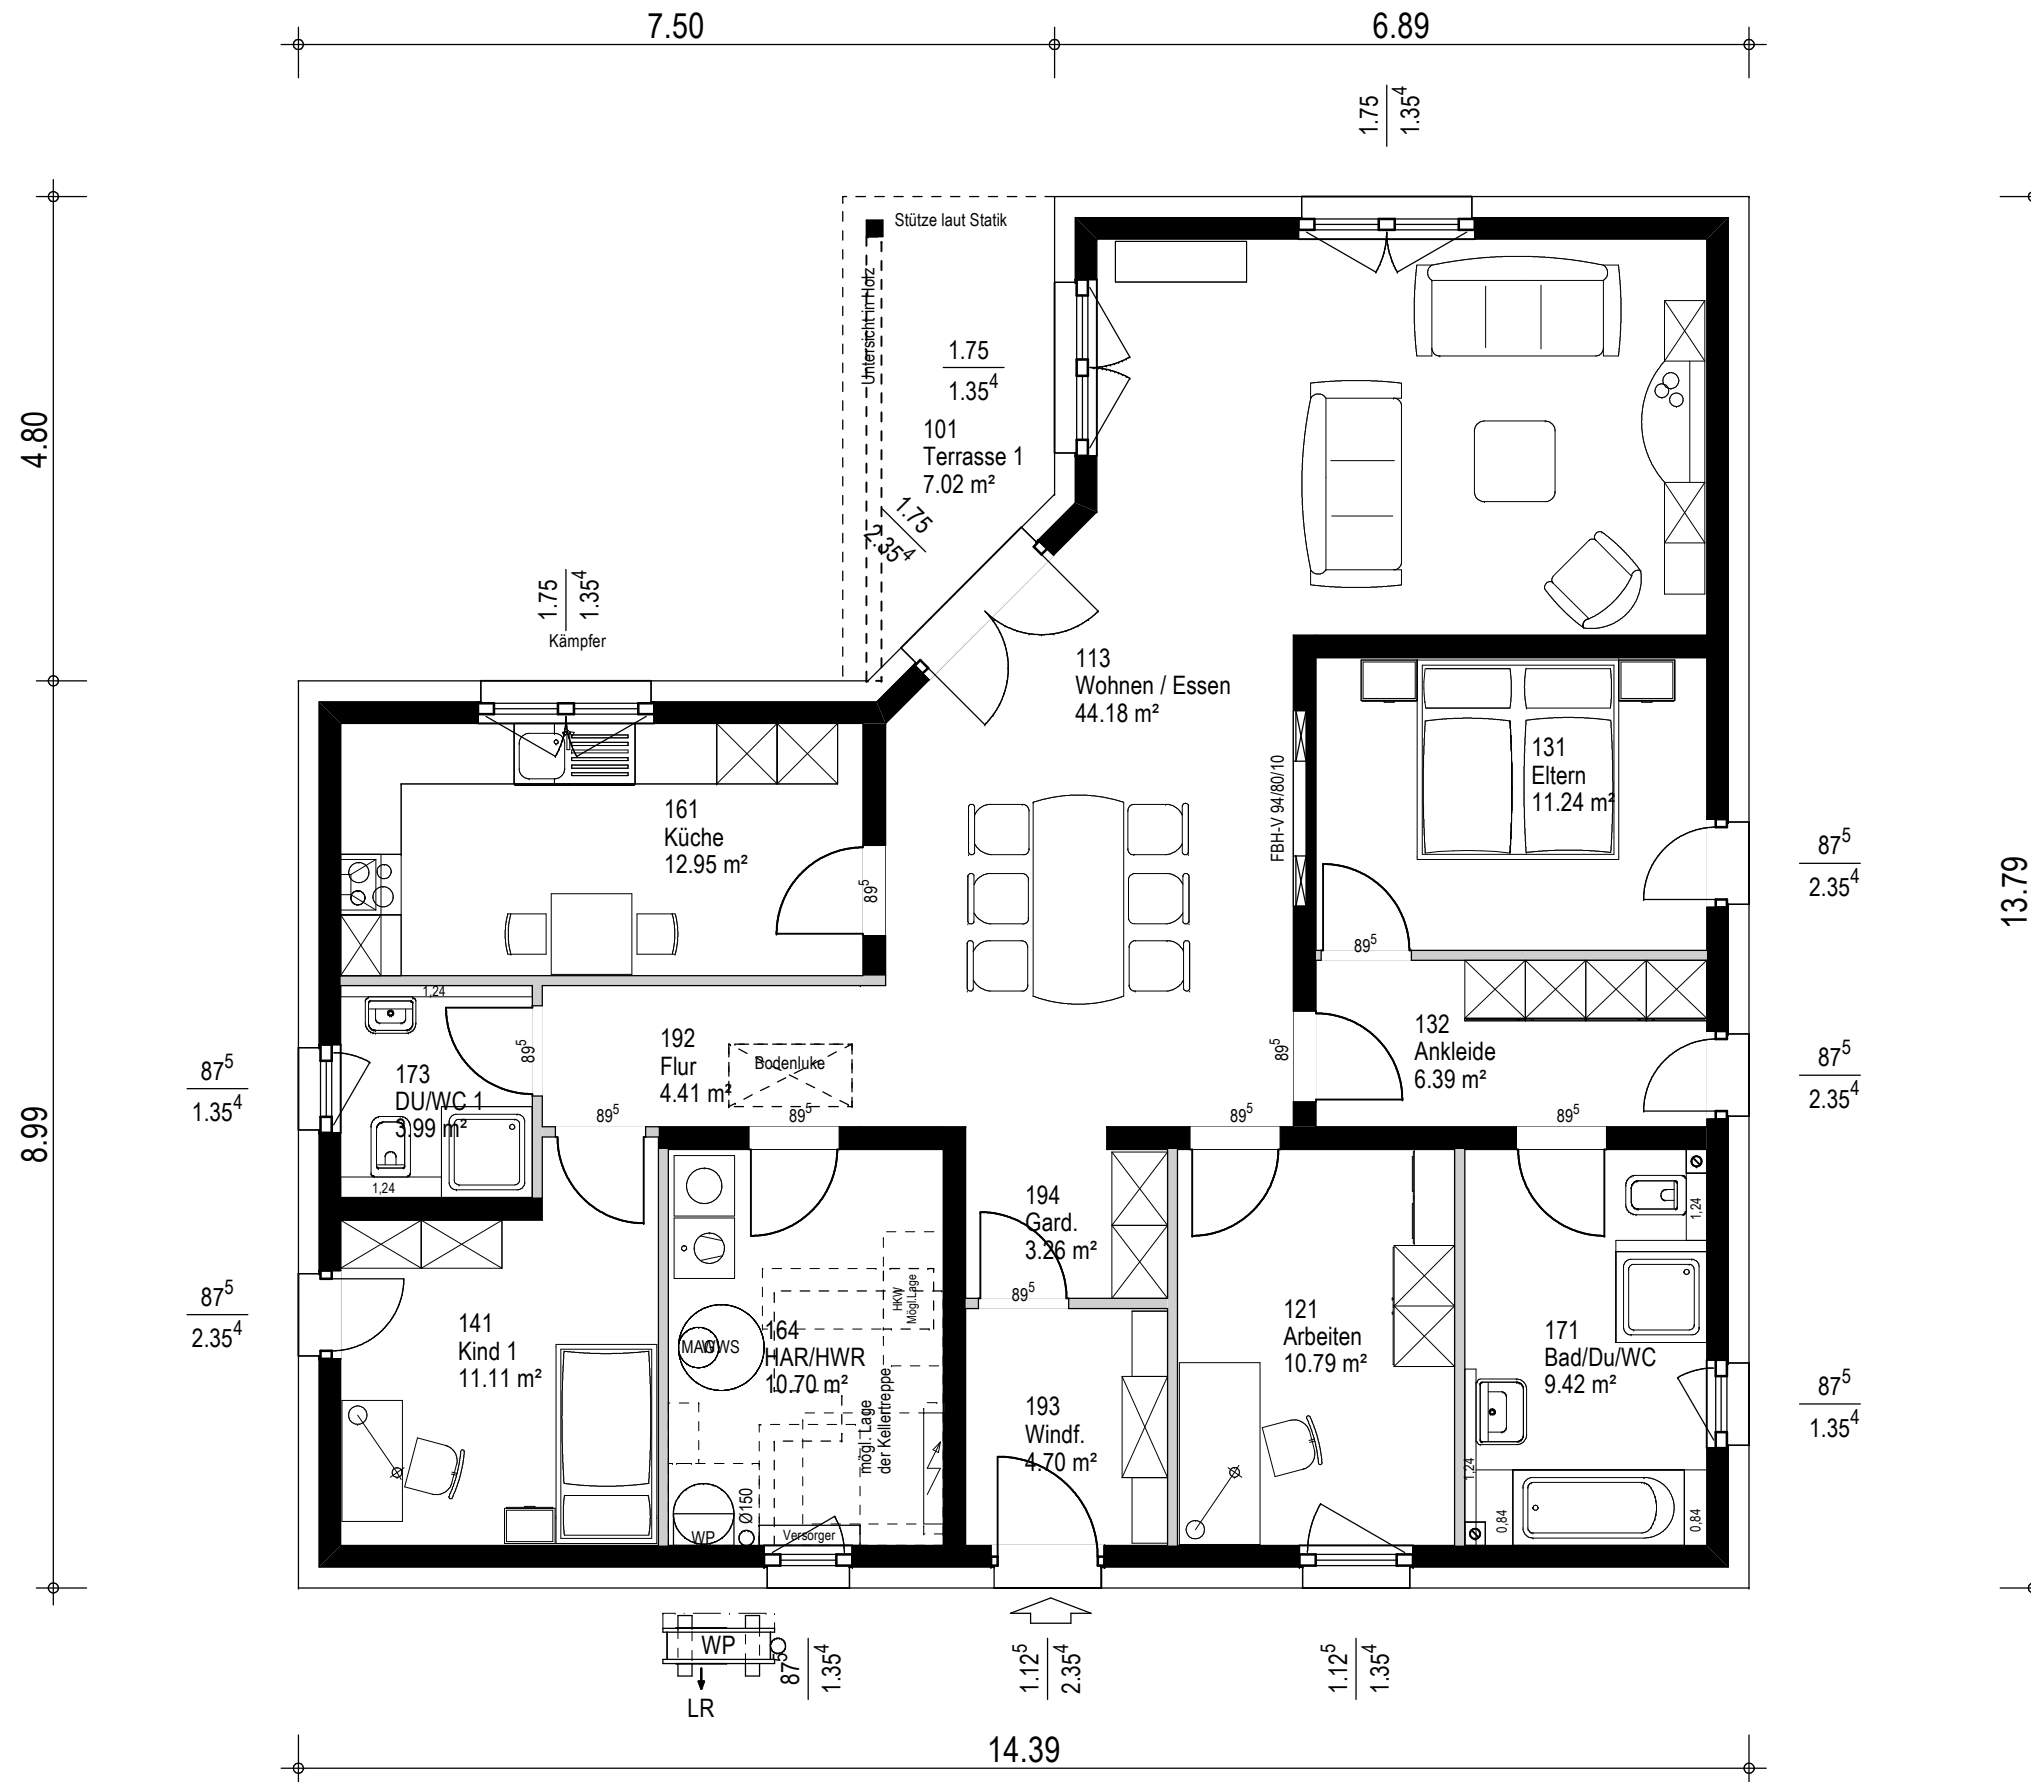 7.50
6.89
1.75
1.35⁴
Stütze laut Statik
Untersicht in Holz
1.75
1.35⁴
101
Terrasse 1
7.02 m²
4.80
1.75
2.35⁴
1.75
1.35⁴
Kämpfer
113
Wohnen / Essen
44.18 m²
131
Eltern
11.24 m²
FBH-V 94/80/10
161
Küche
12.95 m²
89⁵
87⁵
2.35⁴
13.79
89⁵
1,24
192
Flur
4.41 m²
Bodenluke
89⁵
89⁵
132
Ankleide
6.39 m²
87⁵
2.35⁴
87⁵
1.35⁴
173
DU/WC 1
3.99 m²
1,24
8.99
89⁵
89⁵
89⁵
89⁵
194
Gard.
3.26 m²
89⁵
1,24
87⁵
2.35⁴
141
Kind 1
11.11 m²
MAG
WWS
164
HAR/HWR
10.70 m²
HKW
Mögl.Lage
mögl. Lage
der Kellertreppe
193
Windf.
4.70 m²
121
Arbeiten
10.79 m²
171
Bad/Du/WC
9.42 m²
87⁵
1.35⁴
1,24
0,84
0,84
WP
Ø150
Versorger
WP
LR
87⁵
1.35⁴
1.12⁵
2.35⁴
1.12⁵
1.35⁴
14.39